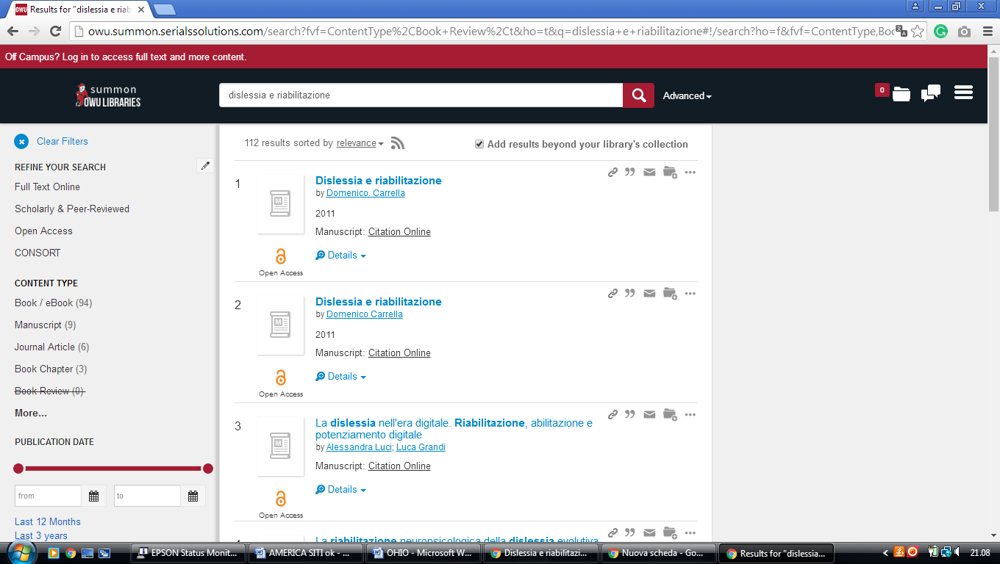 Results for "dislessia e riab
owu.summon.serialssolutions.com/search?fvf=ContentType%2CBook+Review%2Ct&ho=t&q=dislessia+e+riabilitazione#!/search?ho=f&fvf=ContentType,Boo
Off Campus? Log in to access full text and more content.
summon
OWU LIBRARIES
dislessia e riabilitazione
Advanced
0
Clear Filters
REFINE YOUR SEARCH
Full Text Online
Scholarly & Peer-Reviewed
Open Access
CONSORT
CONTENT TYPE
Book / eBook (94)
Manuscript (9)
Journal Article (6)
Book Chapter (3)
Book Review (0)
More...
PUBLICATION DATE
from
to
Last 12 Months
Last 3 years
112 results sorted by relevance
Add results beyond your library's collection
1
Dislessia e riabilitazione
by Domenico. Carrella
2011
Manuscript: Citation Online
Details
Open Access
2
Dislessia e riabilitazione
by Domenico Carrella
2011
Manuscript: Citation Online
Details
Open Access
3
La dislessia nell'era digitale. Riabilitazione, abilitazione e
potenziamento digitale
by Alessandra Luci; Luca Grandi
Manuscript: Citation Online
Details
Open Access
La riabilitazione neuropsicologica della dislessia evolutiva
EPSON Status Monit...
AMERICA SITI ok - ...
OHIO - Microsoft W...
Dislessia e riabilitazi...
Nuova scheda - Go...
Results for "dislessia...
21.08